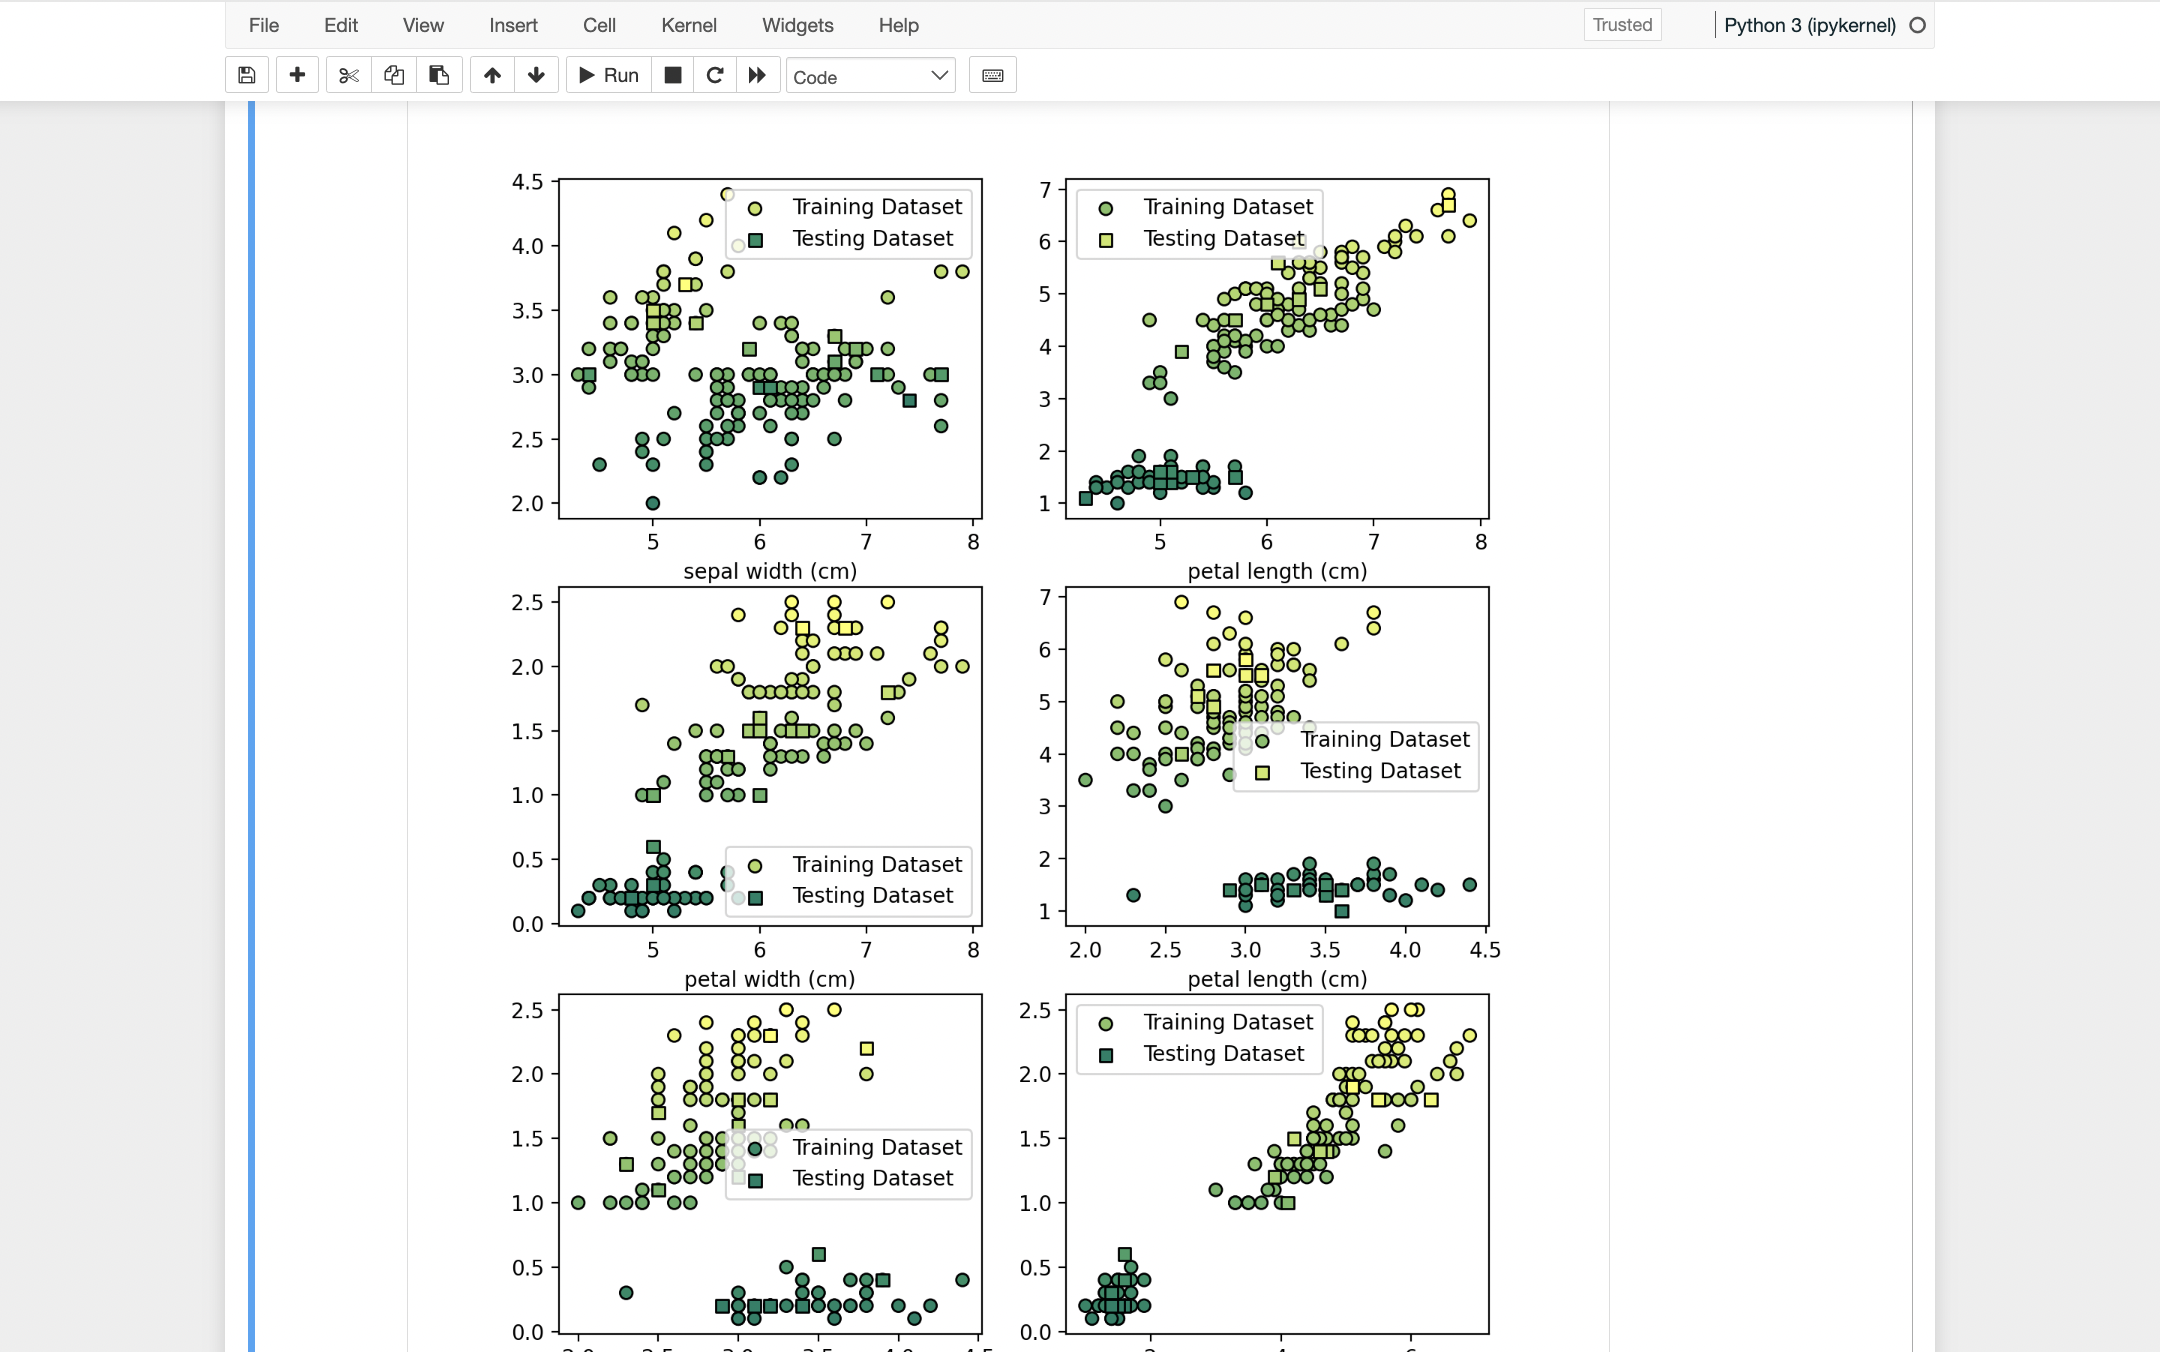 File Edit View Insert Cell Kernel Widgets Help Trusted Python 3 (ipykernel)
Run Code
4.5
4.0
3.5
3.0
2.5
2.0
Training Dataset
Testing Dataset
5 6 7 8
7
6
5
4
3
2
1
Training Dataset
Testing Dataset
5 6 7 8
sepal width (cm)
2.5
2.0
1.5
1.0
0.5
0.0
Training Dataset
Testing Dataset
5 6 7 8
petal length (cm)
7
6
5
4
3
2
1
Training Dataset
Testing Dataset
2.0 2.5 3.0 3.5 4.0 4.5
petal width (cm)
2.5
2.0
1.5
1.0
0.5
0.0
Training Dataset
Testing Dataset
petal length (cm)
2.5
2.0
1.5
1.0
0.5
0.0
Training Dataset
Testing Dataset